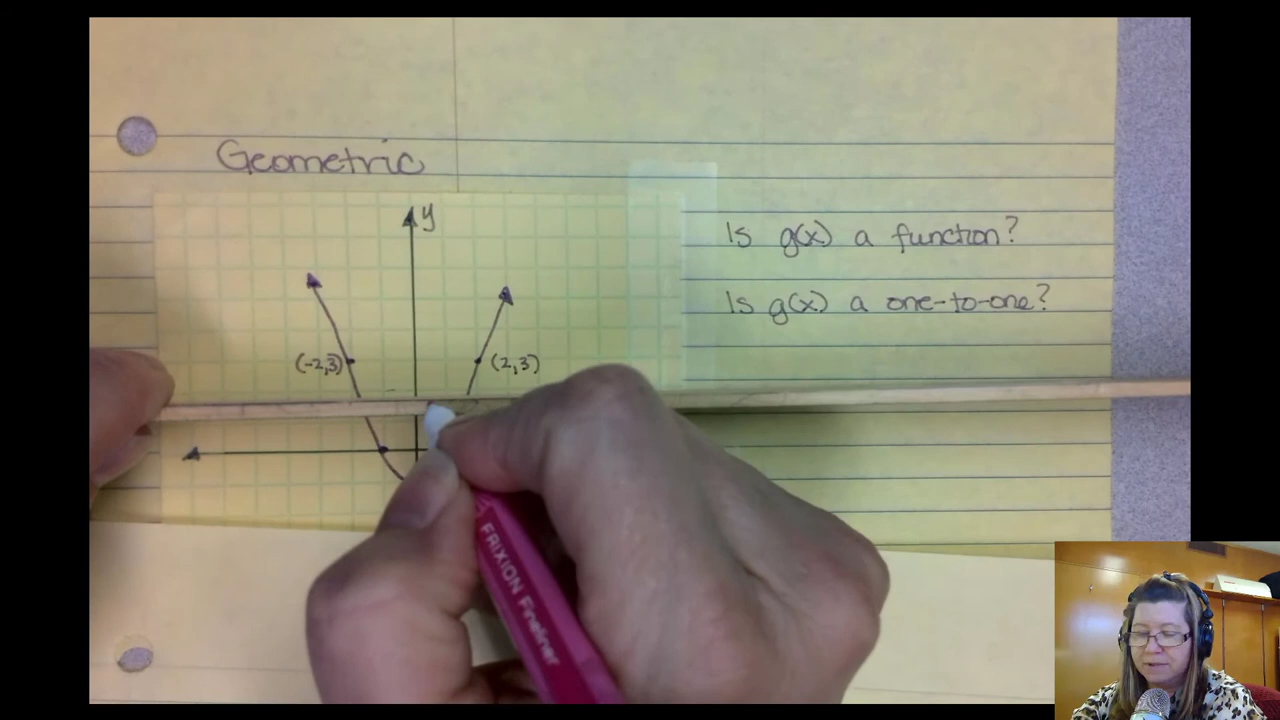 Geometric
y
Is g(x) a function?
Is g(x) a one-to-one?
(-2,3)
(2,3)
FRIXION Fineliner